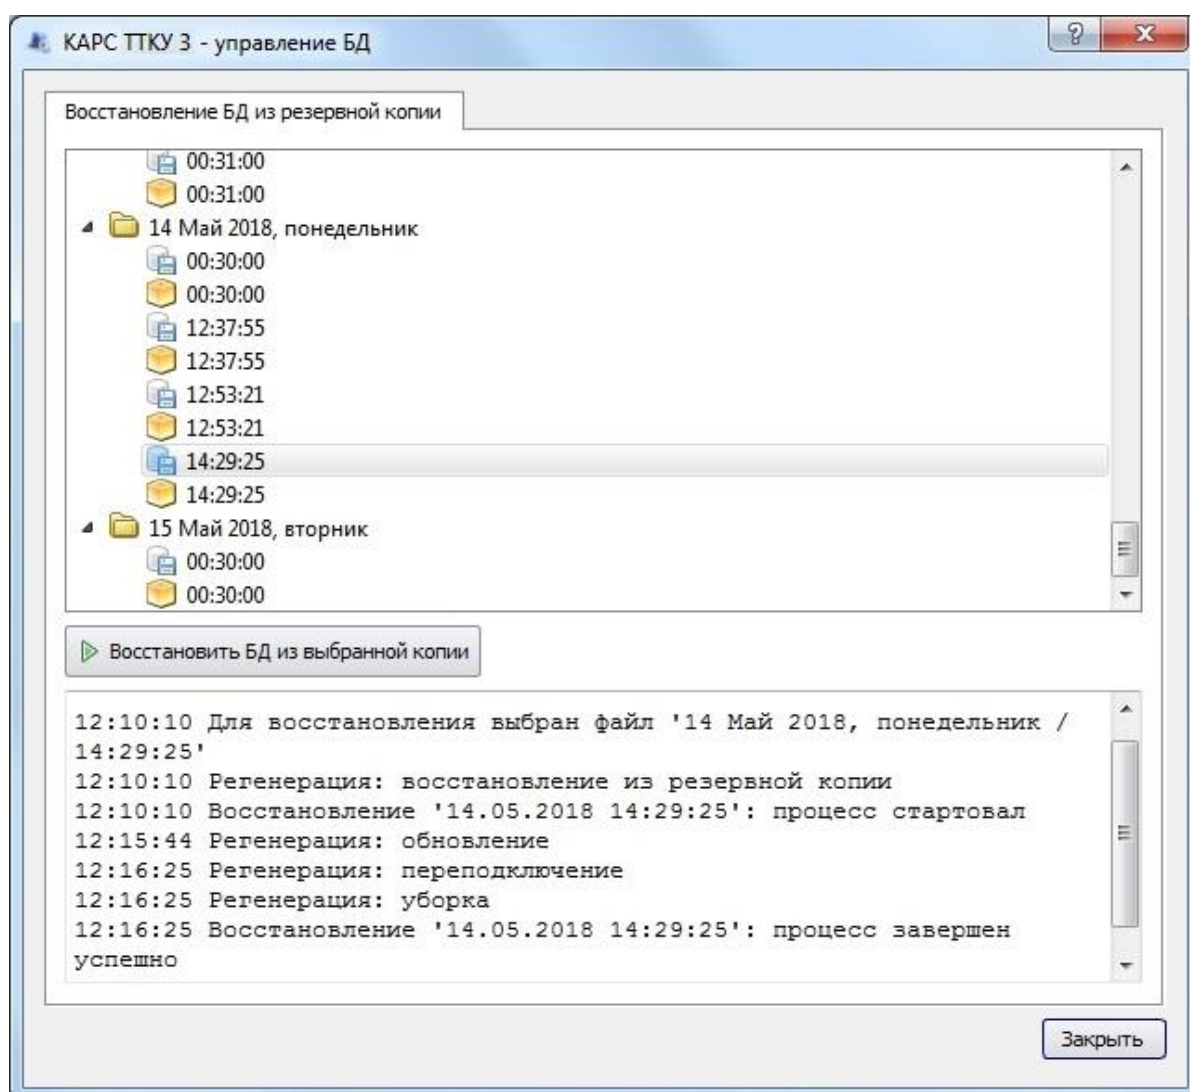 КАРС ТТКУ 3 - управление БД
Восстановление БД из резервной копии
00:31:00
00:31:00
14 Май 2018, понедельник
00:30:00
00:30:00
12:37:55
12:37:55
12:53:21
12:53:21
14:29:25
14:29:25
15 Май 2018, вторник
00:30:00
00:30:00
Восстановить БД из выбранной копии
12:10:10 Для восстановления выбран файл '14 Май 2018, понедельник /
14:29:25'
12:10:10 Регенерация: восстановление из резервной копии
12:10:10 Восстановление '14.05.2018 14:29:25': процесс стартовал
12:15:44 Регенерация: обновление
12:16:25 Регенерация: переподключение
12:16:25 Регенерация: уборка
12:16:25 Восстановление '14.05.2018 14:29:25': процесс завершен
успешно
Закрыть